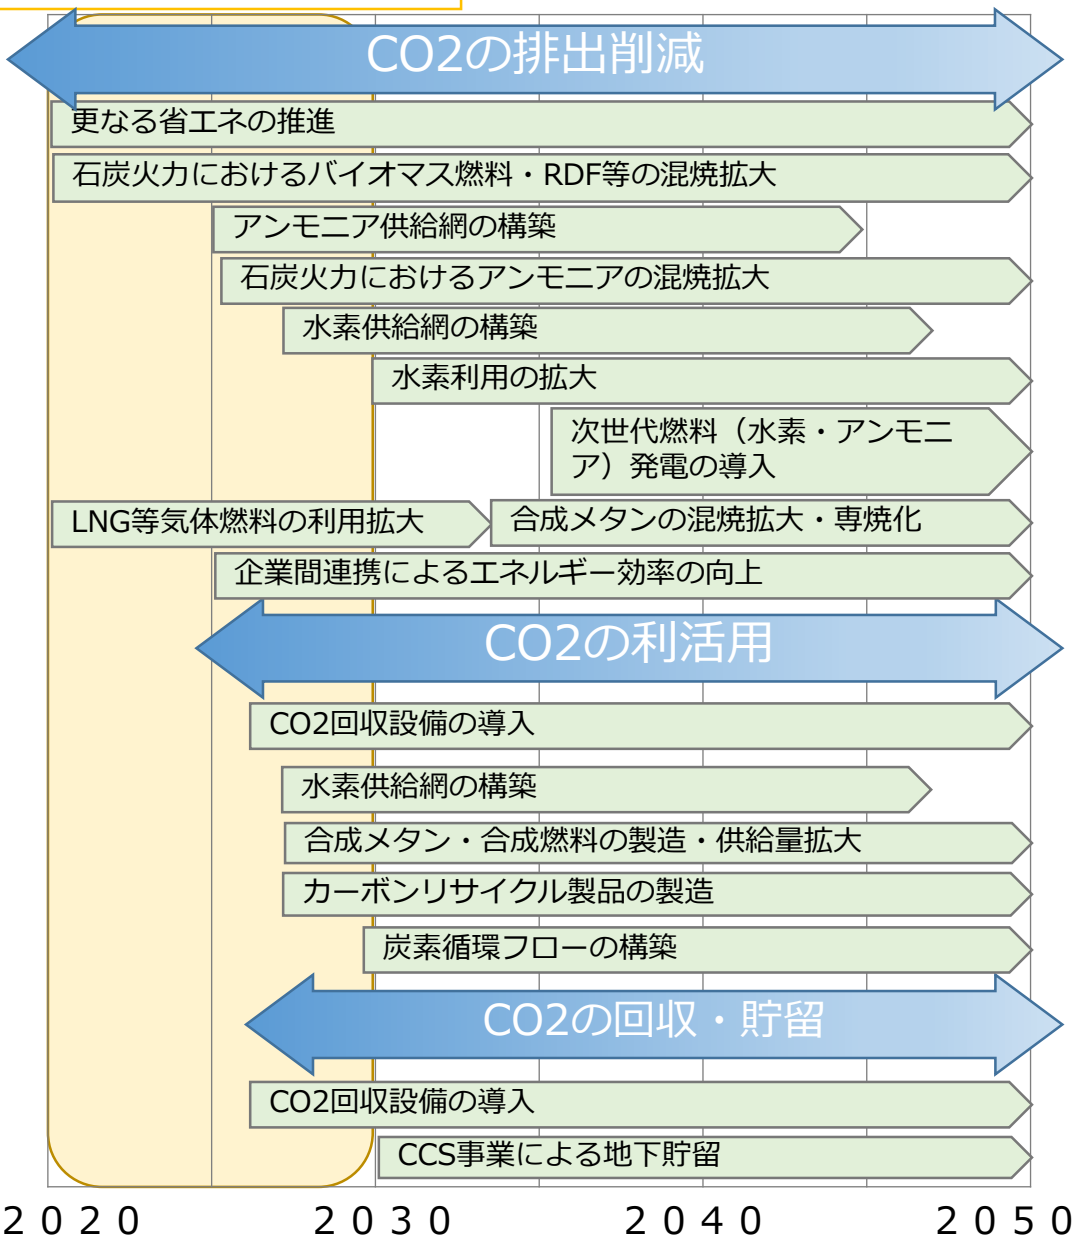 CO2の排出削減
更なる省エネの推進
石炭火力におけるバイオマス燃料・RDF等の混焼拡大
アンモニア供給網の構築
石炭火力におけるアンモニアの混焼拡大
水素供給網の構築
水素利用の拡大
次世代燃料（水素・アンモニ
ア）発電の導入
LNG等気体燃料の利用拡大
合成メタンの混焼拡大・専焼化
企業間連携によるエネルギー効率の向上
CO2の利活用
CO2回収設備の導入
水素供給網の構築
合成メタン・合成燃料の製造・供給量拡大
カーボンリサイクル製品の製造
炭素循環フローの構築
CO2の回収・貯留
CO2回収設備の導入
CCS事業による地下貯留
２０２０ ２０３０ ２０４０ ２０５０